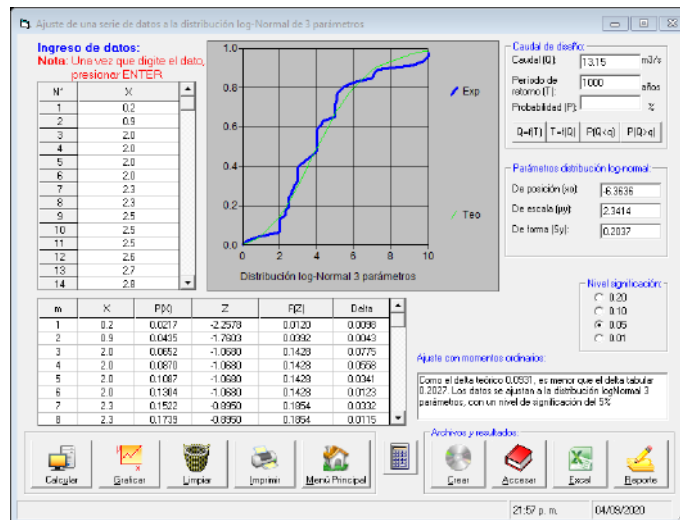 Ajuste de una serie de datos a la distribución log-Normal de 3 parámetros
Ingreso de datos:
Nota: Una vez que digite el dato, presionar ENTER
N° X
1 0.2
2 0.9
3 2.0
4 2.0
5 2.0
6 2.0
7 2.3
8 2.3
9 2.5
10 2.5
11 2.5
12 2.6
13 2.7
14 2.8
1.0
0.8
0.6
0.4
0.2
0.0
0 2 4 6 8 10
Exp
Teo
Distribución log-Normal 3 parámetros
Caudal de diseño:
Caudal (Q): 13.15 m3/s
Periodo de retorno (T): 1000 años
Probabilidad (P): %
Q=f(T) T=f(Q) P(Q<q) P(Q>q)
Parámetros distribución log-normal:
De posición (xo): -6.3636
De escala (µy): 2.3414
De forma (Sy): 0.2037
Nivel significación:
0.20
0.10
0.05
0.01
m X P(X) Z F(Z) Delta
1 0.2 0.0217 -2.2578 0.0120 0.0098
2 0.9 0.0435 -1.7603 0.0392 0.0043
3 2.0 0.0652 -1.0680 0.1428 0.0775
4 2.0 0.0870 -1.0680 0.1428 0.0558
5 2.0 0.1087 -1.0680 0.1428 0.0341
6 2.0 0.1304 -1.0680 0.1428 0.0123
7 2.3 0.1522 -0.8950 0.1854 0.0332
8 2.3 0.1739 -0.8950 0.1854 0.0115
Ajuste con momentos ordinarios:
Como el delta teórico 0.0931, es menor que el delta tabular 0.2027. Los datos se ajustan a la distribución logNormal 3 parámetros, con un nivel de significación del 5%
Calcular
Graficar
Limpiar
Imprimir
Menú Principal
Archivos y resultados:
Crear
Accesar
Excel
Reporte
21:57 p. m. 04/09/2020